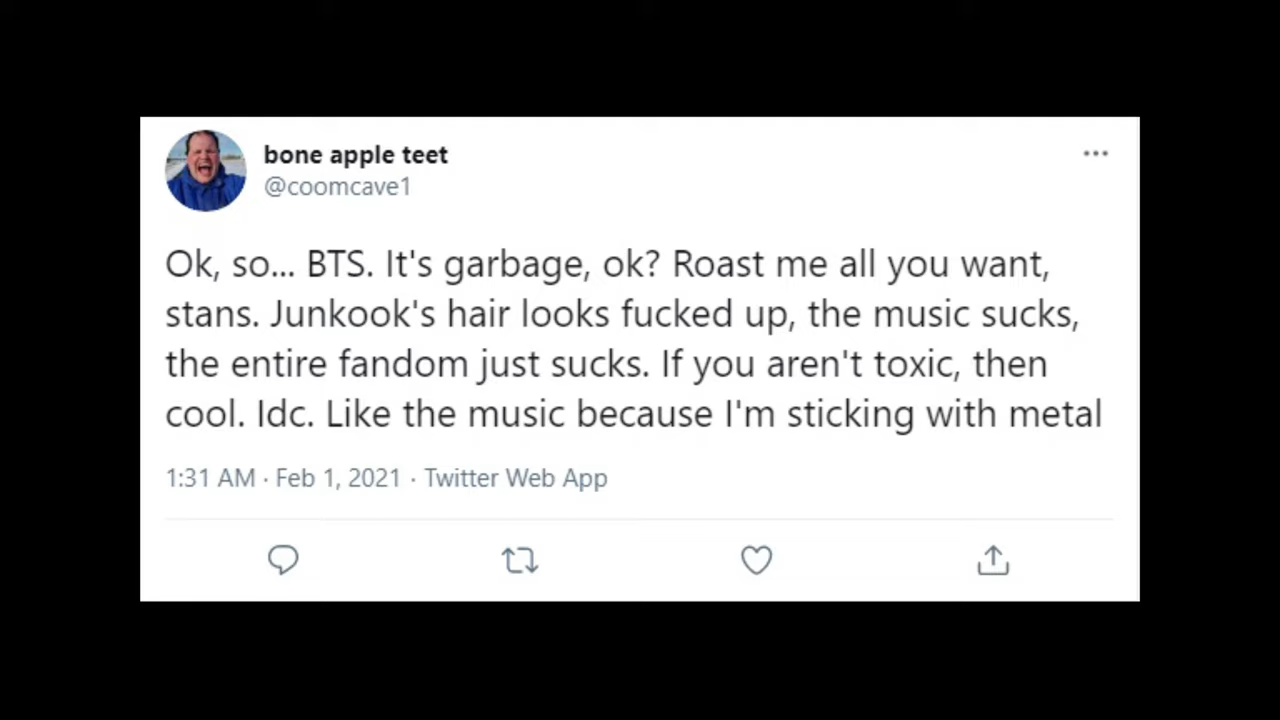 bone apple teet
@coomcave1
Ok, so... BTS. It's garbage, ok? Roast me all you want,
stans. Junkook's hair looks fucked up, the music sucks,
the entire fandom just sucks. If you aren't toxic, then
cool. Idc. Like the music because I'm sticking with metal
1:31 AM · Feb 1, 2021 · Twitter Web App